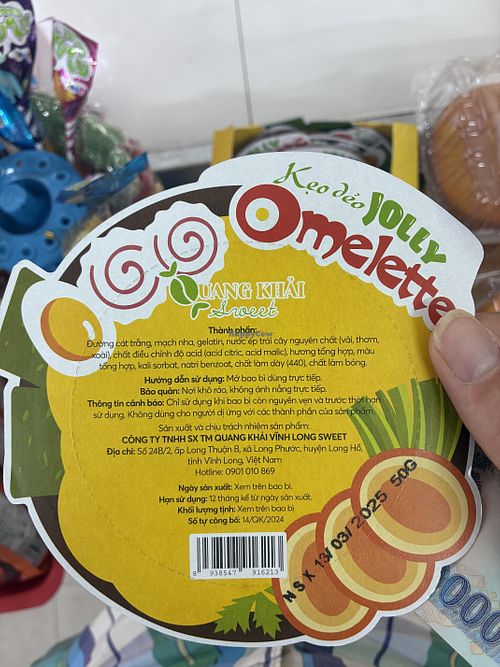 Kẹo dẻo JOLLY
Omelette
QUANG KHẢI
Sweet
Thành phần:
Đường cát trắng, mạch nha, gelatin, nước ép trái cây nguyên chất (vải, thơm,
xoài), chất điều chỉnh độ acid (acid citric, acid malic), hương tổng hợp, màu
tổng hợp, kali sorbat, natri benzoat, chất làm dày (440), chất làm bóng.
Hướng dẫn sử dụng: Mở bao bì dùng trực tiếp.
Bảo quản: Nơi khô ráo, không ánh nắng trực tiếp.
Thông tin cảnh báo: Chỉ sử dụng khi bao bì còn nguyên vẹn và trước thời hạn
sử dụng. Không dùng cho người dị ứng với các thành phần của sản phẩm.
Sản xuất và chịu trách nhiệm sản phẩm:
CÔNG TY TNHH SX TM QUANG KHẢI VĨNH LONG SWEET
Địa chỉ: Số 24B/2, ấp Long Thuận B, xã Long Phước, huyện Long Hồ,
tỉnh Vĩnh Long, Việt Nam
Hotline: 0901 010 869
Ngày sản xuất: Xem trên bao bì.
Hạn sử dụng: 12 tháng kể từ ngày sản xuất.
Khối lượng tịnh: Xem trên bao bì
Số tự công bố: 14/QK/2024
8 938547 916213
NSX 13/03/2025 50G
000